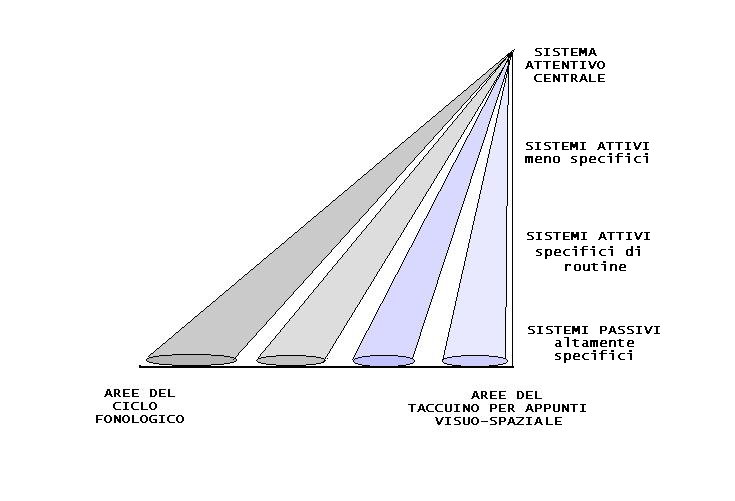 SISTEMA
ATTENTIVO
CENTRALE
SISTEMI ATTIVI
meno specifici
SISTEMI ATTIVI
specifici di
routine
SISTEMI PASSIVI
altamente
specifici
AREE DEL
CICLO
FONOLOGICO
AREE DEL
TACCUINO PER APPUNTI
VISUO-SPAZIALE